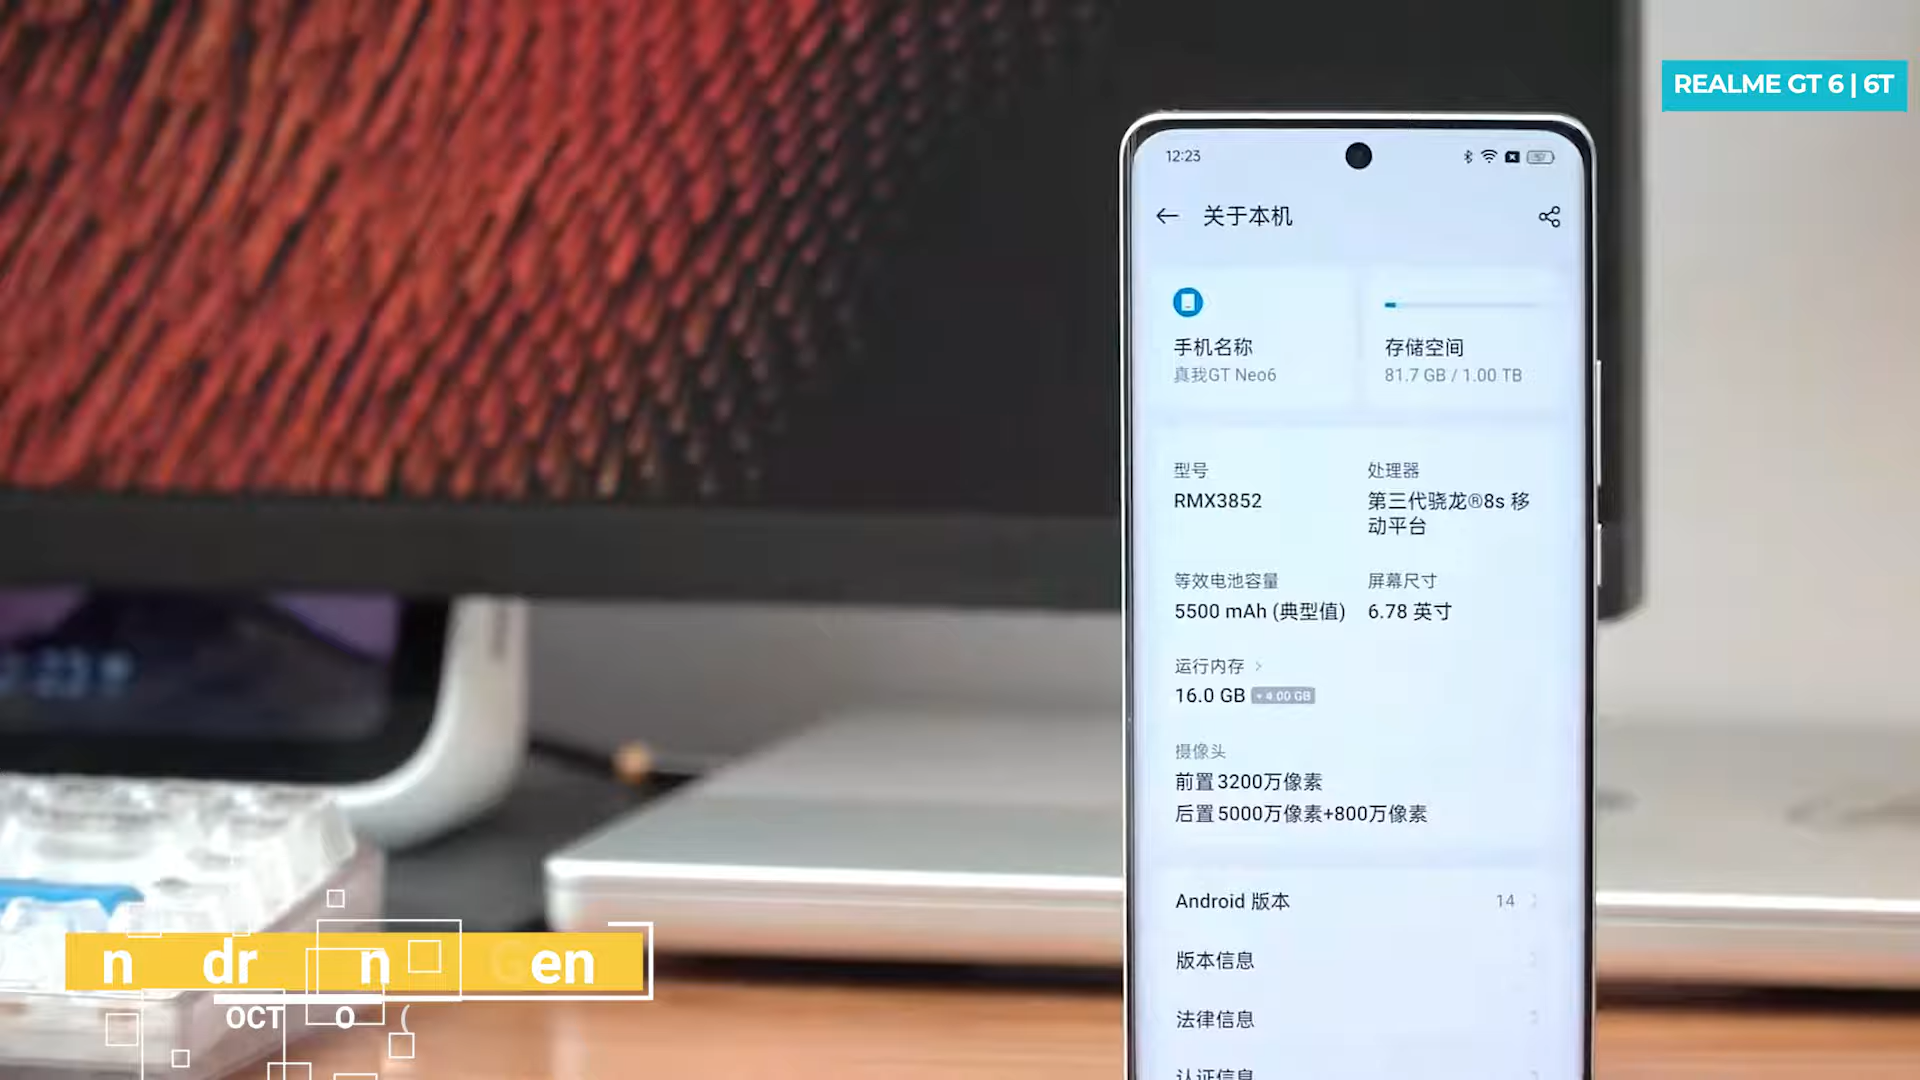 REALME GT 6 | 6T
12:23
关于本机
手机名称
真我GT Neo6
存储空间
81.7 GB / 1.00 TB
型号
RMX3852
处理器
第三代骁龙®8s 移
动平台
等效电池容量
5500 mAh (典型值)
屏幕尺寸
6.78 英寸
运行内存
16.0 GB + 4.00 GB
摄像头
前置3200万像素
后置5000万像素+800万像素
Android 版本 14
版本信息
法律信息
认证信息
n dr n en
OCT O (